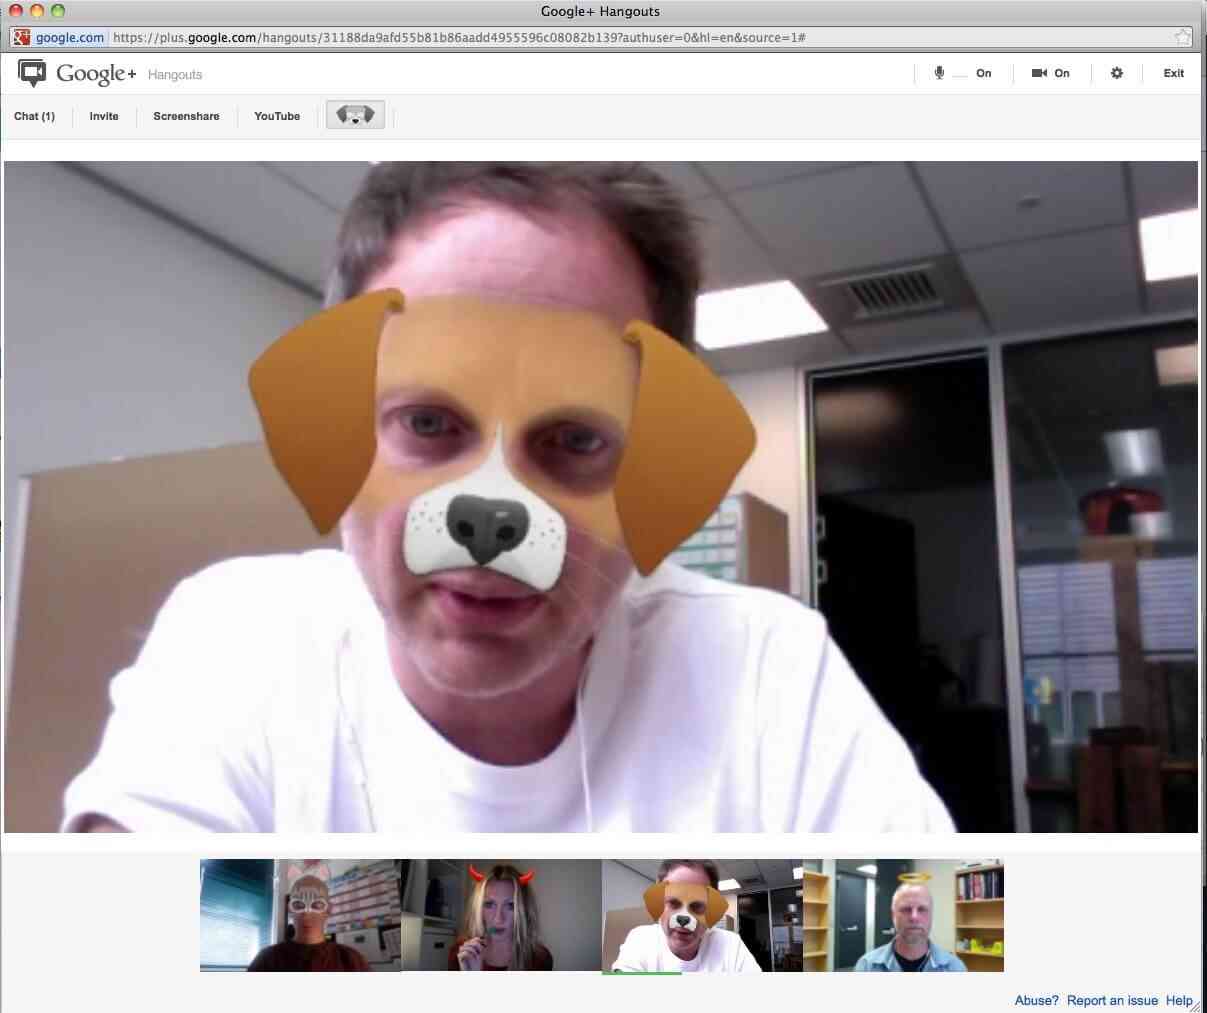 Google+ Hangouts
google.com https://plus.google.com/hangouts/31188da9afd55b81b86aadd4955596c08082b139?authuser=0&hl=en&source=1#
Google+ Hangouts On On Exit
Chat (1) Invite Screenshare YouTube
Abuse? Report an issue Help